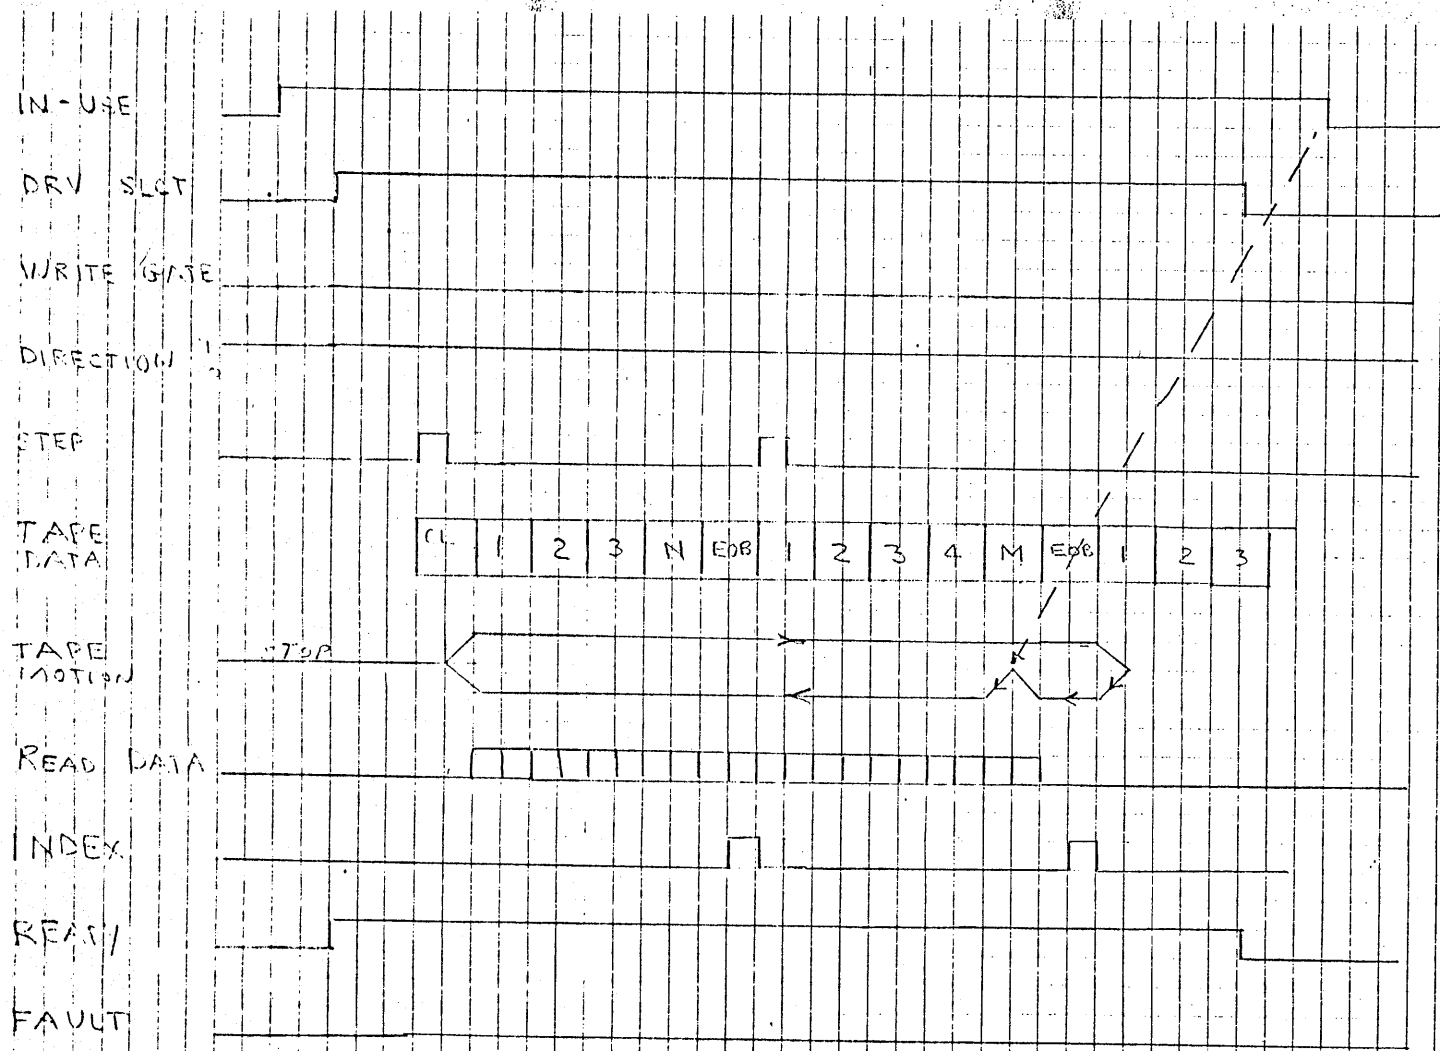 IN-USE
DRV SLCT
WRITE GATE
DIRECTION
STEP
TAPE
DATA
CL 1 2 3 N EOB 1 2 3 4 M EOB 1 2 3
TAPE
MOTION
STOP
READ DATA
INDEX
READY
FAULT